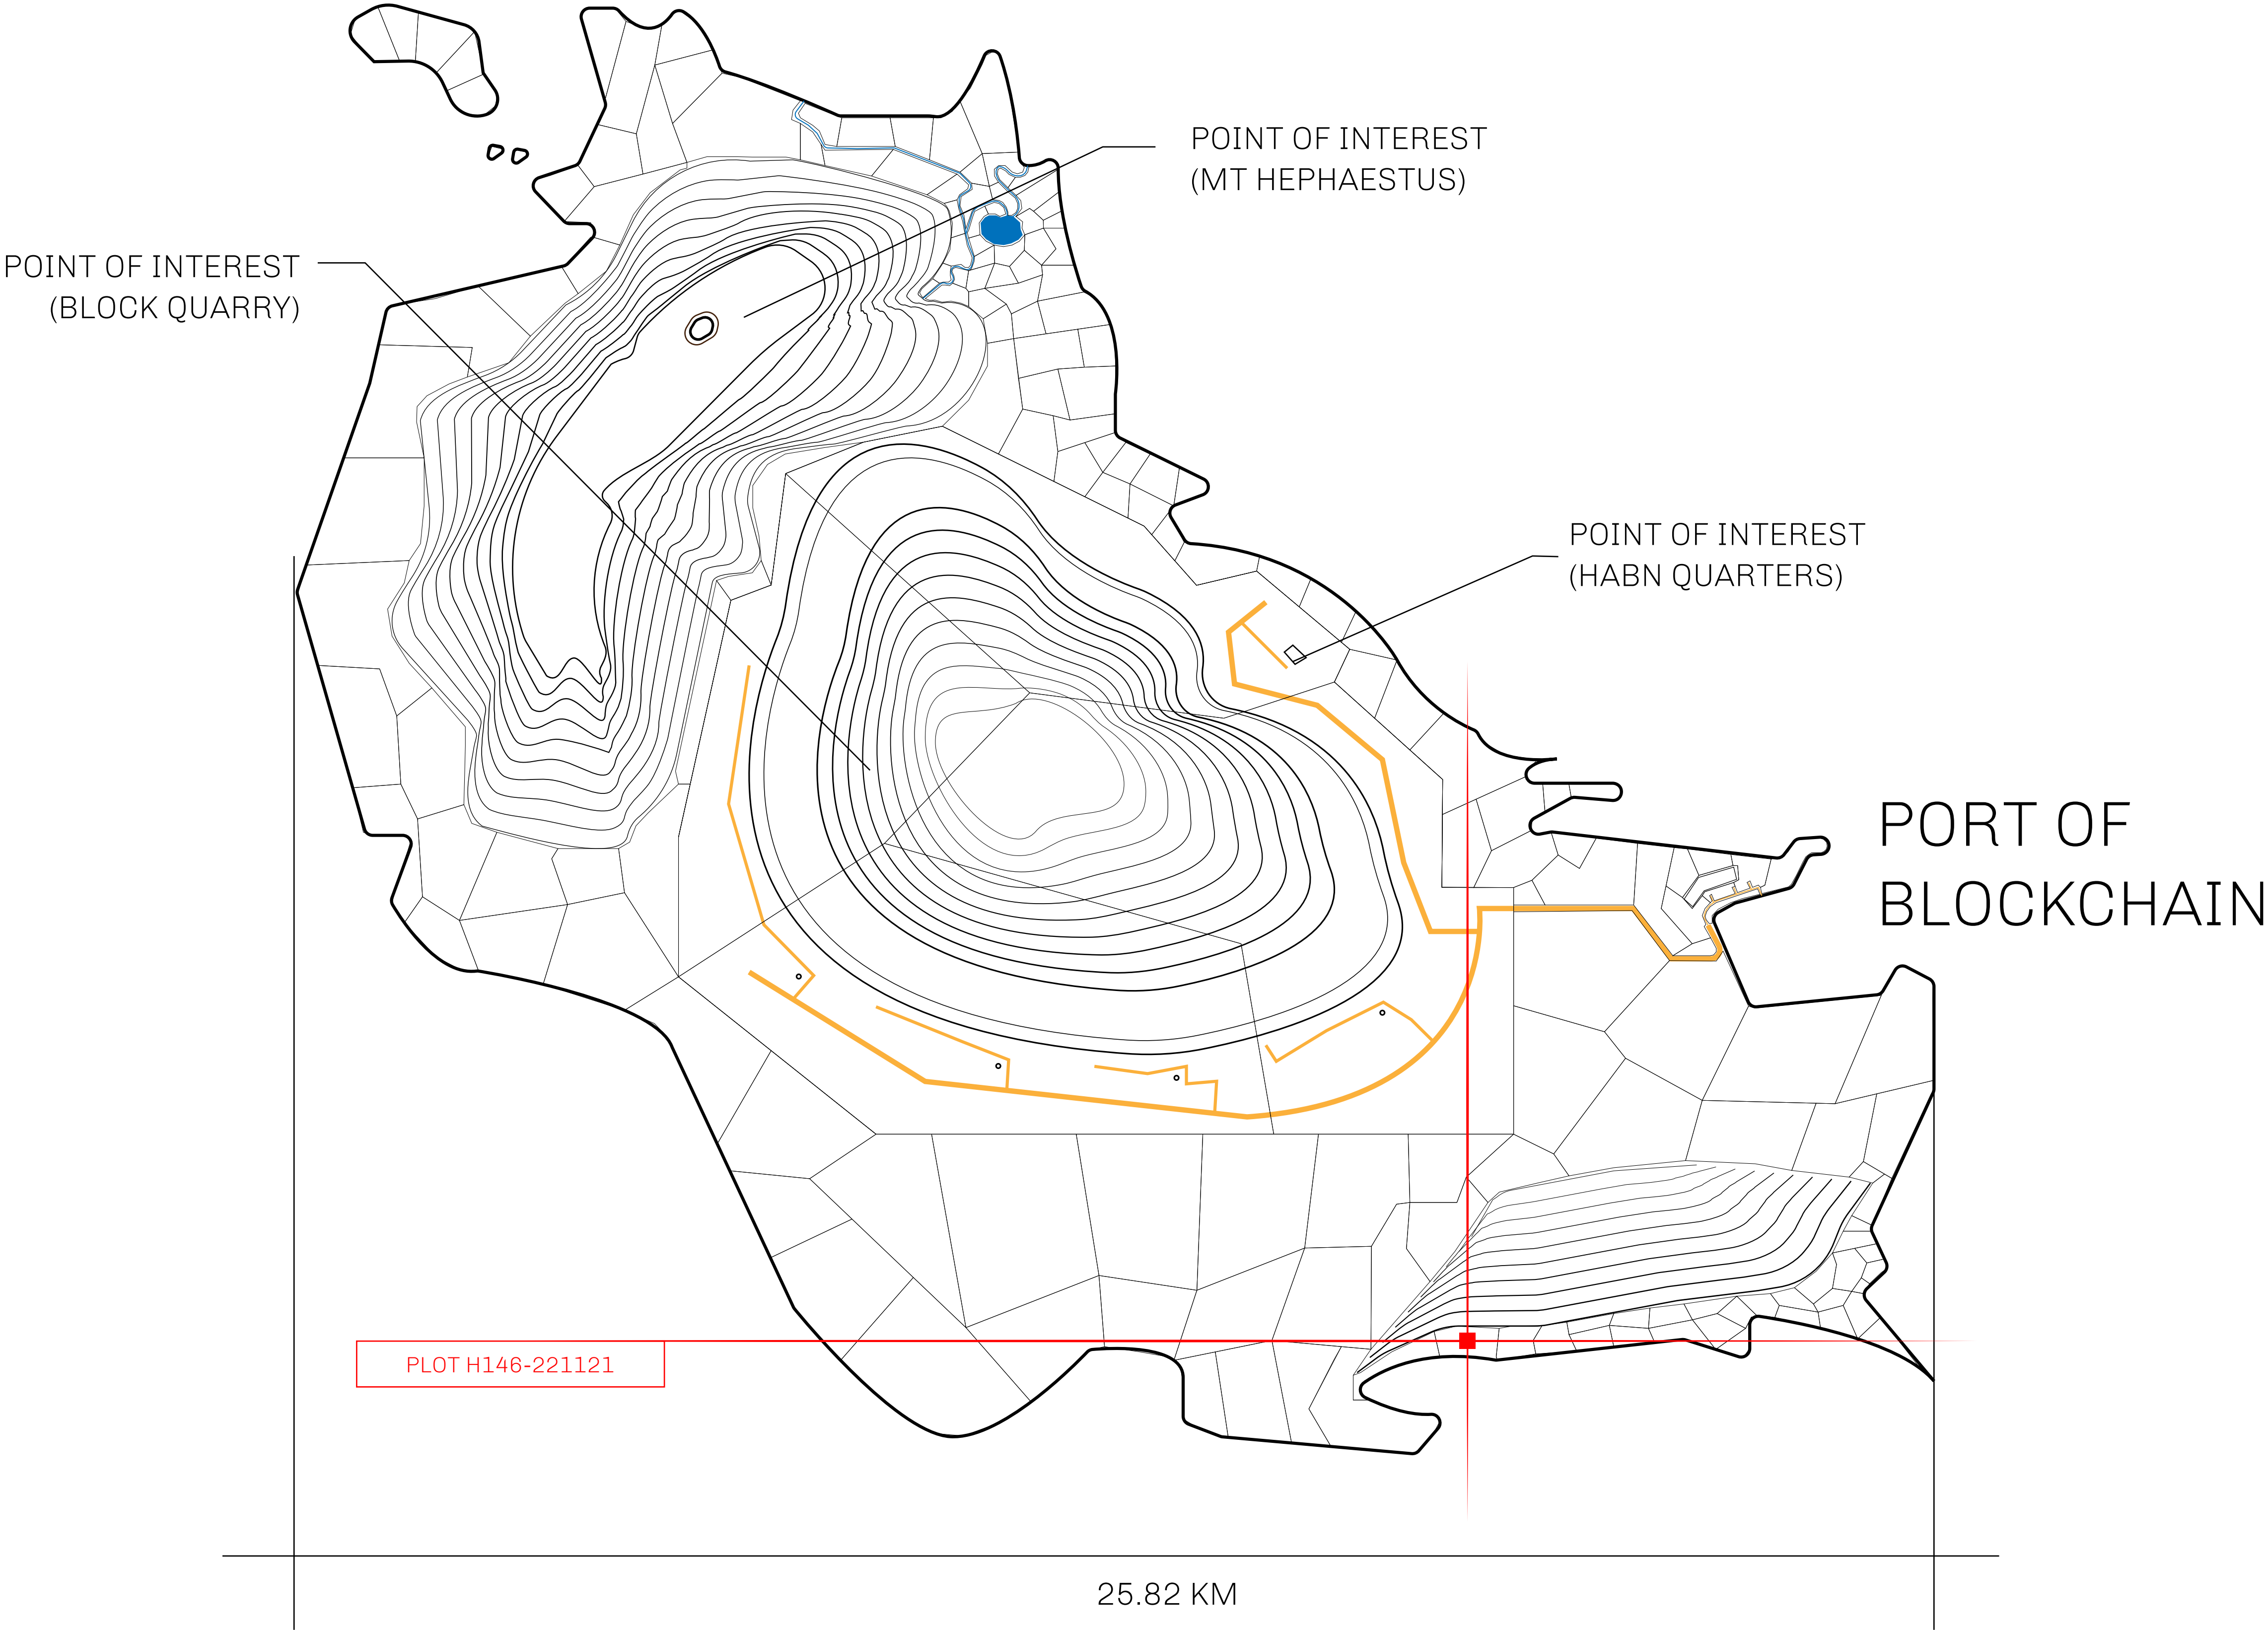 POINT OF INTEREST
(MT HEPHAESTUS)
POINT OF INTEREST
(BLOCK QUARRY)
POINT OF INTEREST
(HABN QUARTERS)
PORT OF
BLOCKCHAIN
PLOT H146-221121
25.82 KM